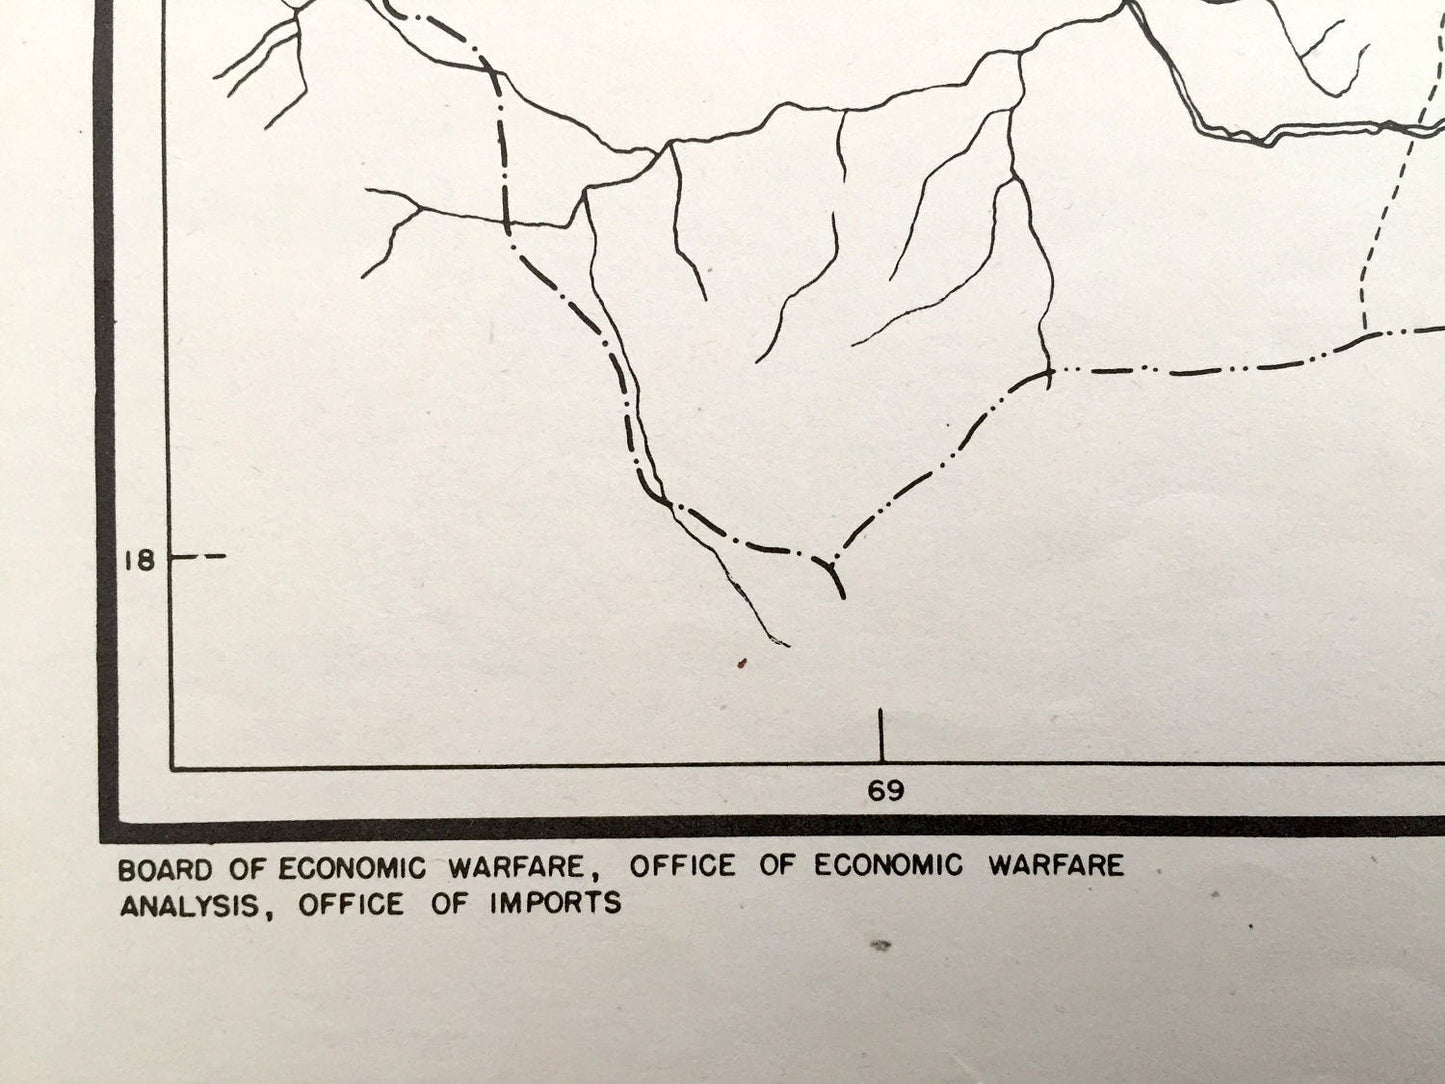 18
69
BOARD OF ECONOMIC WARFARE, OFFICE OF ECONOMIC WARFARE
ANALYSIS, OFFICE OF IMPORTS